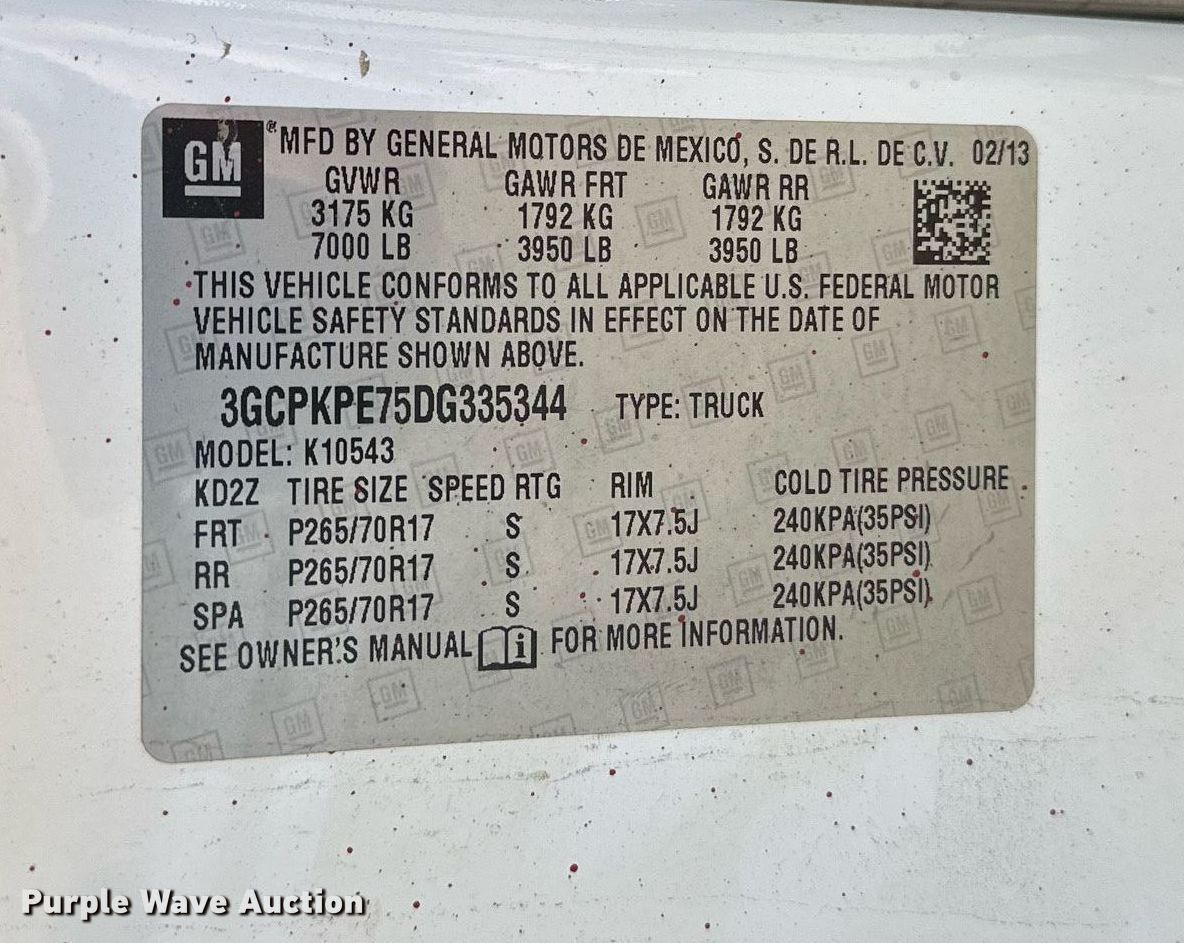 GM ® MFD BY GENERAL MOTORS DE MEXICO, S. DE R.L. DE C.V. 02/13
GVWR GAWR FRT GAWR RR
3175 KG 1792 KG 1792 KG
7000 LB 3950 LB 3950 LB
THIS VEHICLE CONFORMS TO ALL APPLICABLE U.S. FEDERAL MOTOR
VEHICLE SAFETY STANDARDS IN EFFECT ON THE DATE OF
MANUFACTURE SHOWN ABOVE.
3GCPKPE75DG335344 TYPE: TRUCK
MODEL: K10543
KD2Z TIRE SIZE SPEED RTG RIM COLD TIRE PRESSURE
FRT P265/70R17 S 17X7.5J 240KPA(35PSI)
RR P265/70R17 S 17X7.5J 240KPA(35PSI)
SPA P265/70R17 S 17X7.5J 240KPA(35PSI)
SEE OWNER'S MANUAL i FOR MORE INFORMATION.
Purple Wave Auction